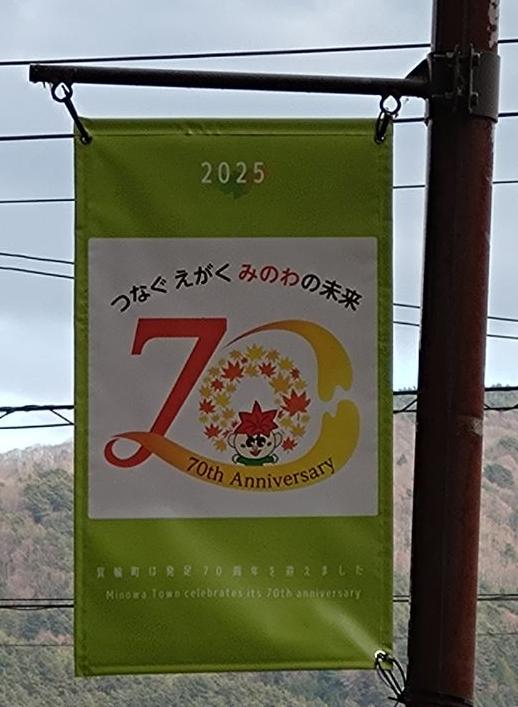 2025
つなぐ えがく みのわの未来
70
70th Anniversary
箕輪町は発足70周年を迎えました
Minowa Town celebrates its 70th anniversary